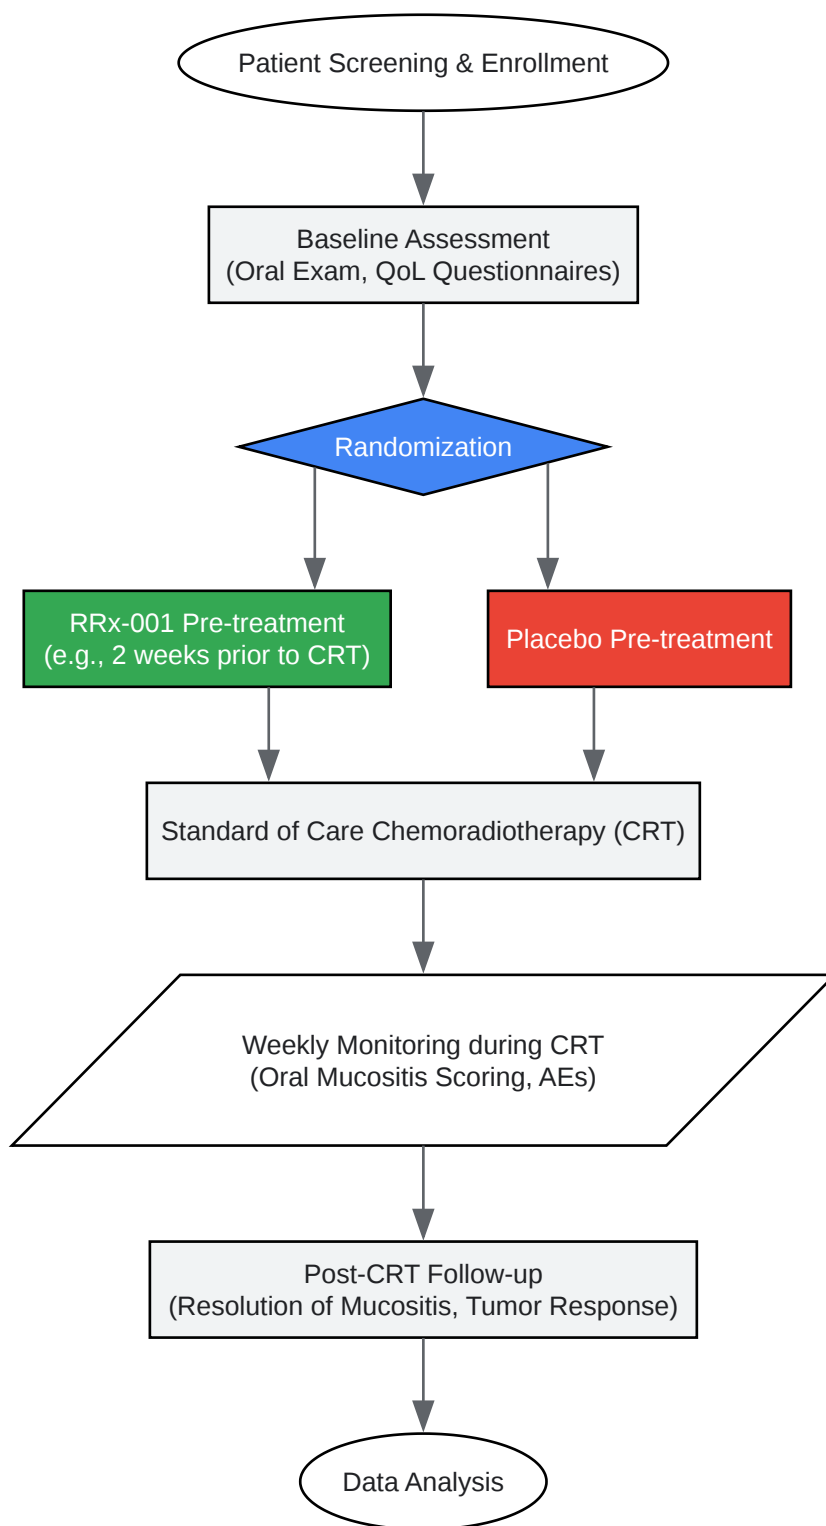 Patient Screening & Enrollment
Baseline Assessment
(Oral Exam, QoL Questionnaires)
Randomization
RRx-001 Pre-treatment
(e.g., 2 weeks prior to CRT)
Placebo Pre-treatment
Standard of Care Chemoradiotherapy (CRT)
Weekly Monitoring during CRT
(Oral Mucositis Scoring, AEs)
Post-CRT Follow-up
(Resolution of Mucositis, Tumor Response)
Data Analysis